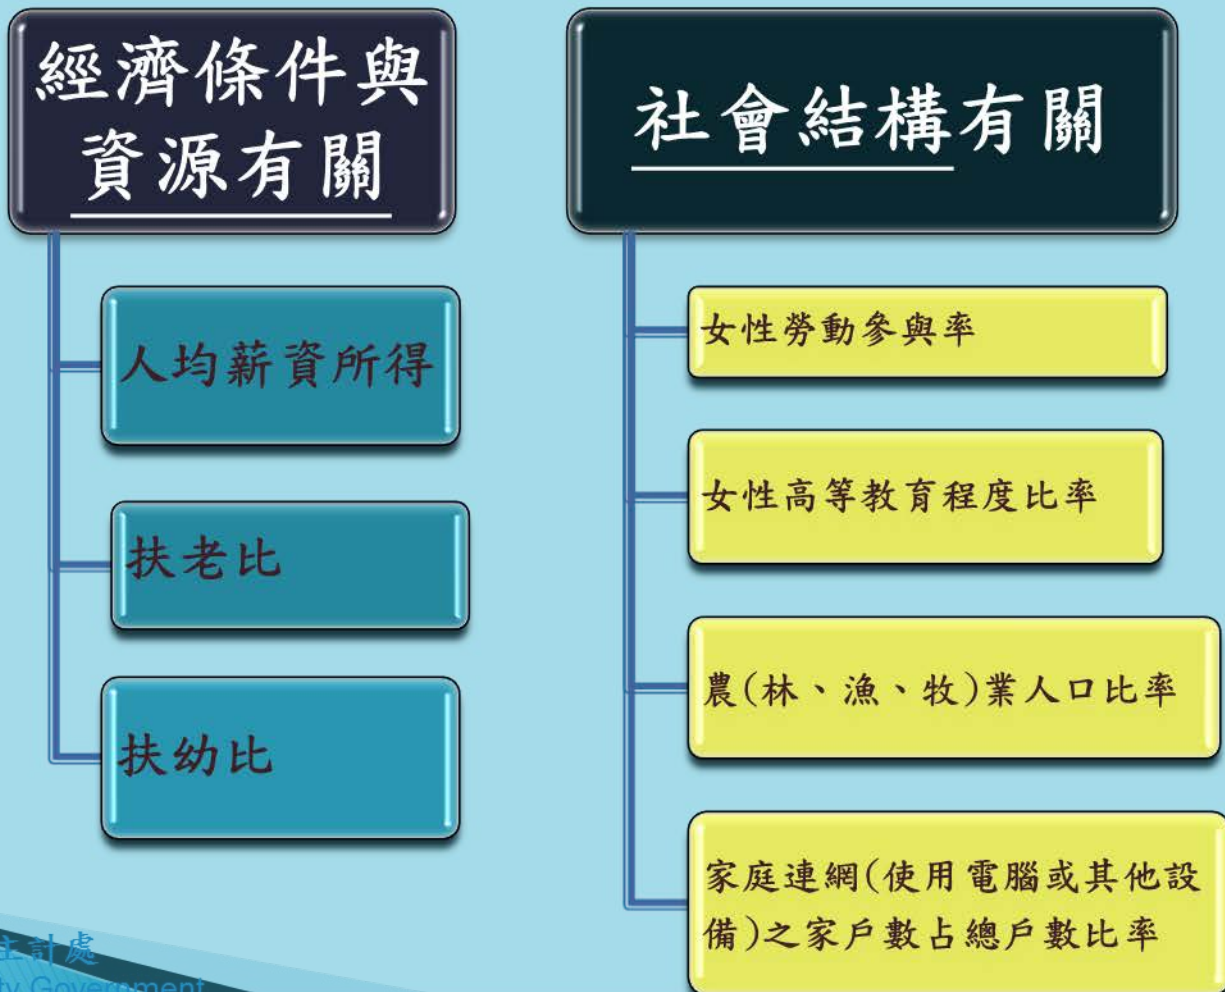 經濟條件與
資源有關
人均薪資所得
扶老比
扶幼比
社會結構有關
女性勞動參與率
女性高等教育程度比率
農(林、漁、牧)業人口比率
家庭連網(使用電腦或其他設
備)之家戶數占總戶數比率
主計處
Government